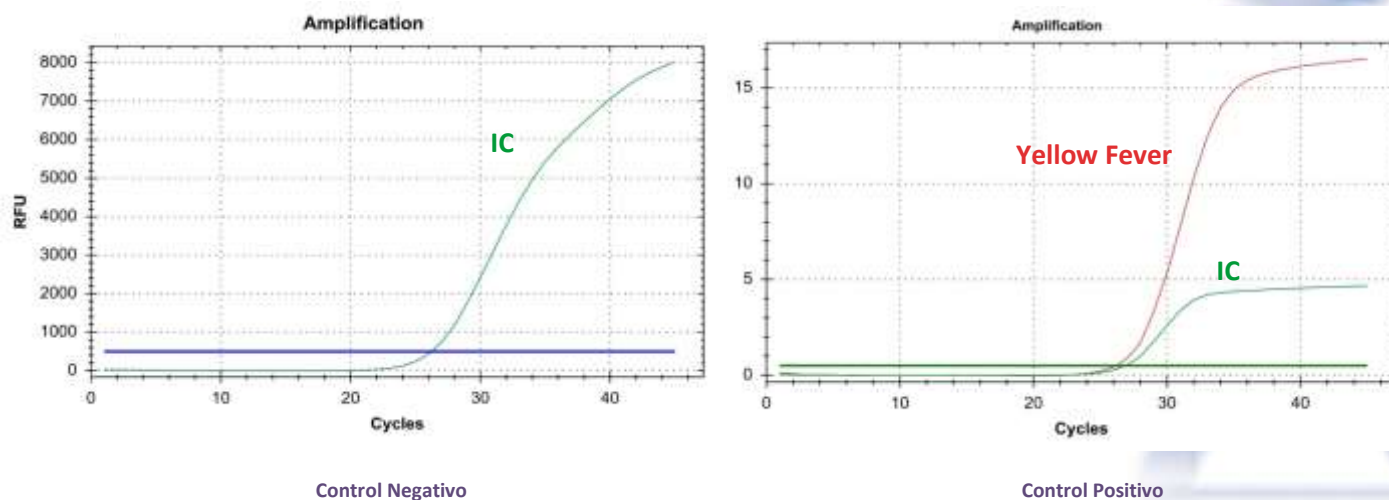 Amplification
8000
7000
6000
5000
4000
3000
2000
1000
0
RFU
IC
0
10
20
30
40
Cycles
Control Negativo
Amplification
15
10
5
0
Yellow Fever
IC
0
10
20
30
40
Cycles
Control Positivo